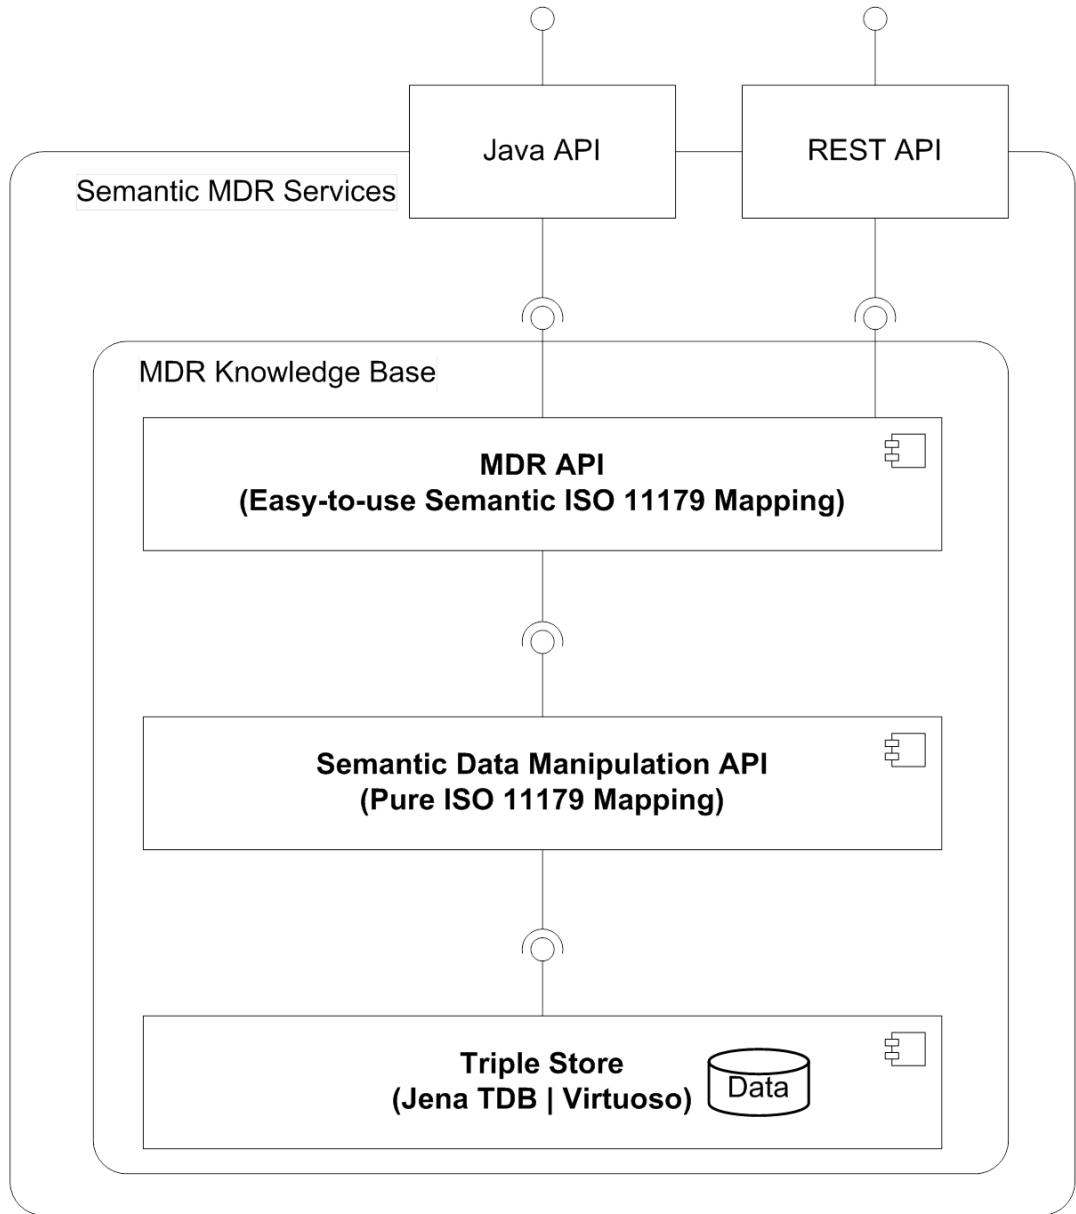 Java API
REST API
Semantic MDR Services
MDR Knowledge Base
MDR API
(Easy-to-use Semantic ISO 11179 Mapping)
Semantic Data Manipulation API
(Pure ISO 11179 Mapping)
Triple Store
(Jena TDB | Virtuoso)
Data